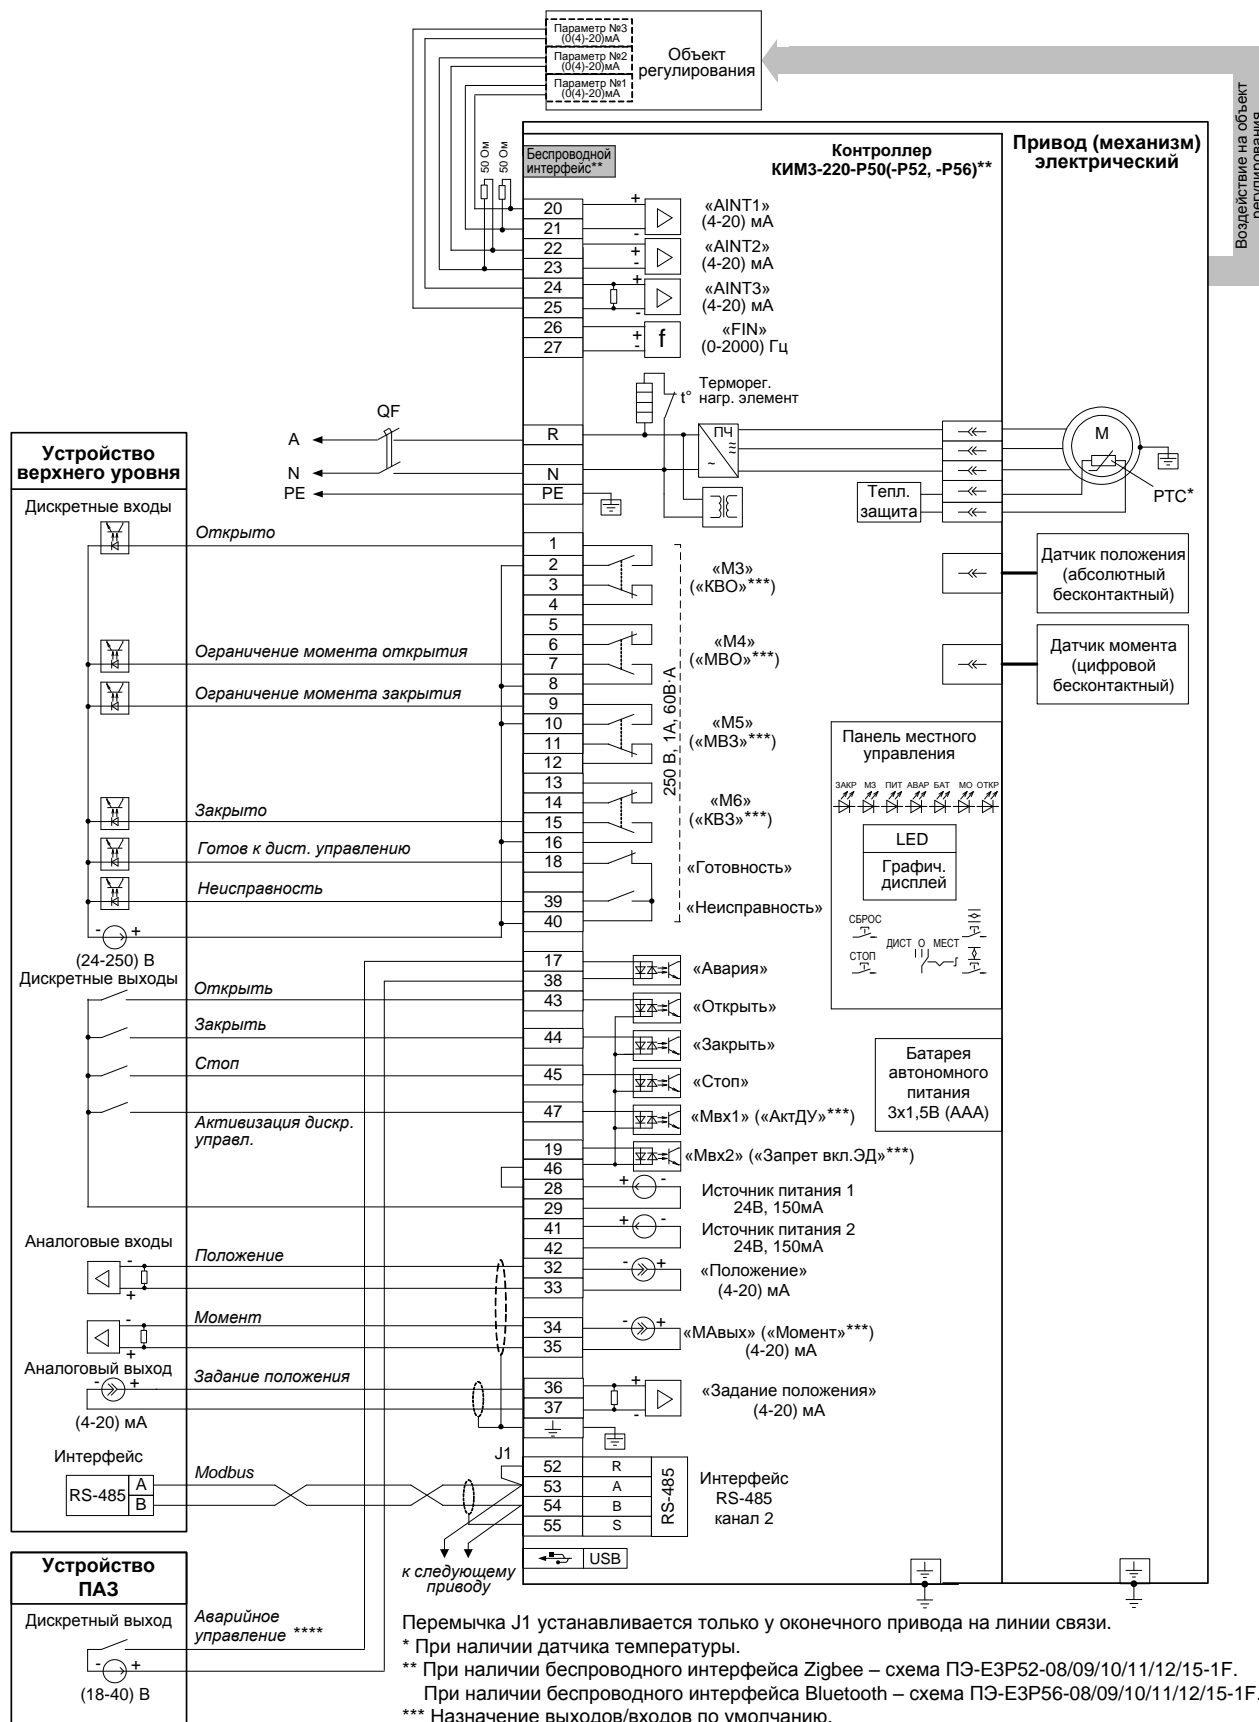 Параметр №3
(0(4)-20)мА
Параметр №2
(0(4)-20)мА
Параметр №1
(0(4)-20)мА
Объект
регулирования
Воздействие на объект
регулирования
50 Ом
50 Ом
Беспроводной
интерфейс**
Контроллер
КИМ3-220-Р50(-Р52, -Р56)**
Привод (механизм)
электрический
20
21
22
23
24
25
26
27
+
-
«AINT1»
(4-20) мА
+
-
«AINT2»
(4-20) мА
+
-
«AINT3»
(4-20) мА
+
-
f
«FIN»
(0-2000) Гц
t°
Терморег.
нагр. элемент
QF
A
N
PE
R
N
PE
ПЧ
≈
~
Тепл.
защита
M
PTC*
Датчик положения
(абсолютный
бесконтактный)
Датчик момента
(цифровой
бесконтактный)
Устройство
верхнего уровня
Дискретные входы
Открыто
Ограничение момента открытия
Ограничение момента закрытия
Закрыто
Готов к дист. управлению
Неисправность
- +
(24-250) В
1
2
3
4
5
6
7
8
9
10
11
12
13
14
15
16
18
39
40
«М3»
(«КВО»***)
«М4»
(«МВО»***)
«М5»
(«МВЗ»***)
«М6»
(«КВЗ»***)
«Готовность»
«Неисправность»
250 В, 1А, 60В·А
Панель местного
управления
ЗАКР МЗ ПИТ АВАР БАТ МО ОТКР
LED
Графич.
дисплей
СБРОС
СТОП
ДИСТ О МЕСТ
Батарея
автономного
питания
3х1,5В (ААА)
Дискретные выходы
Открыть
Закрыть
Стоп
Активизация дискр.
управл.
17
38
43
44
45
47
19
46
28
29
41
42
32
33
34
35
36
37
«Авария»
«Открыть»
«Закрыть»
«Стоп»
«Мвх1» («АктДУ»***)
«Мвх2» («Запрет вкл.ЭД»***)
+ -
Источник питания 1
24В, 150мА
+ -
Источник питания 2
24В, 150мА
- +
«Положение»
(4-20) мА
- +
«МАвых» («Момент»***)
(4-20) мА
+
-
«Задание положения»
(4-20) мА
Аналоговые входы
-
+
Положение
-
+
Момент
Аналоговый выход
- +
Задание положения
(4-20) мА
Интерфейс
RS-485
A
B
Modbus
J1
52 R
53 A
54 B
55 S
RS-485
Интерфейс
RS-485
канал 2
USB
к следующему
приводу
Устройство
ПАЗ
Дискретный выход
Аварийное
управление ****
- +
(18-40) В
Перемычка J1 устанавливается только у оконечного привода на линии связи.
* При наличии датчика температуры.
** При наличии беспроводного интерфейса Zigbee – схема ПЭ-ЕЗР52-08/09/10/11/12/15-1F.
При наличии беспроводного интерфейса Bluetooth – схема ПЭ-ЕЗР56-08/09/10/11/12/15-1F.
*** Назначение выходов/входов по умолчанию.